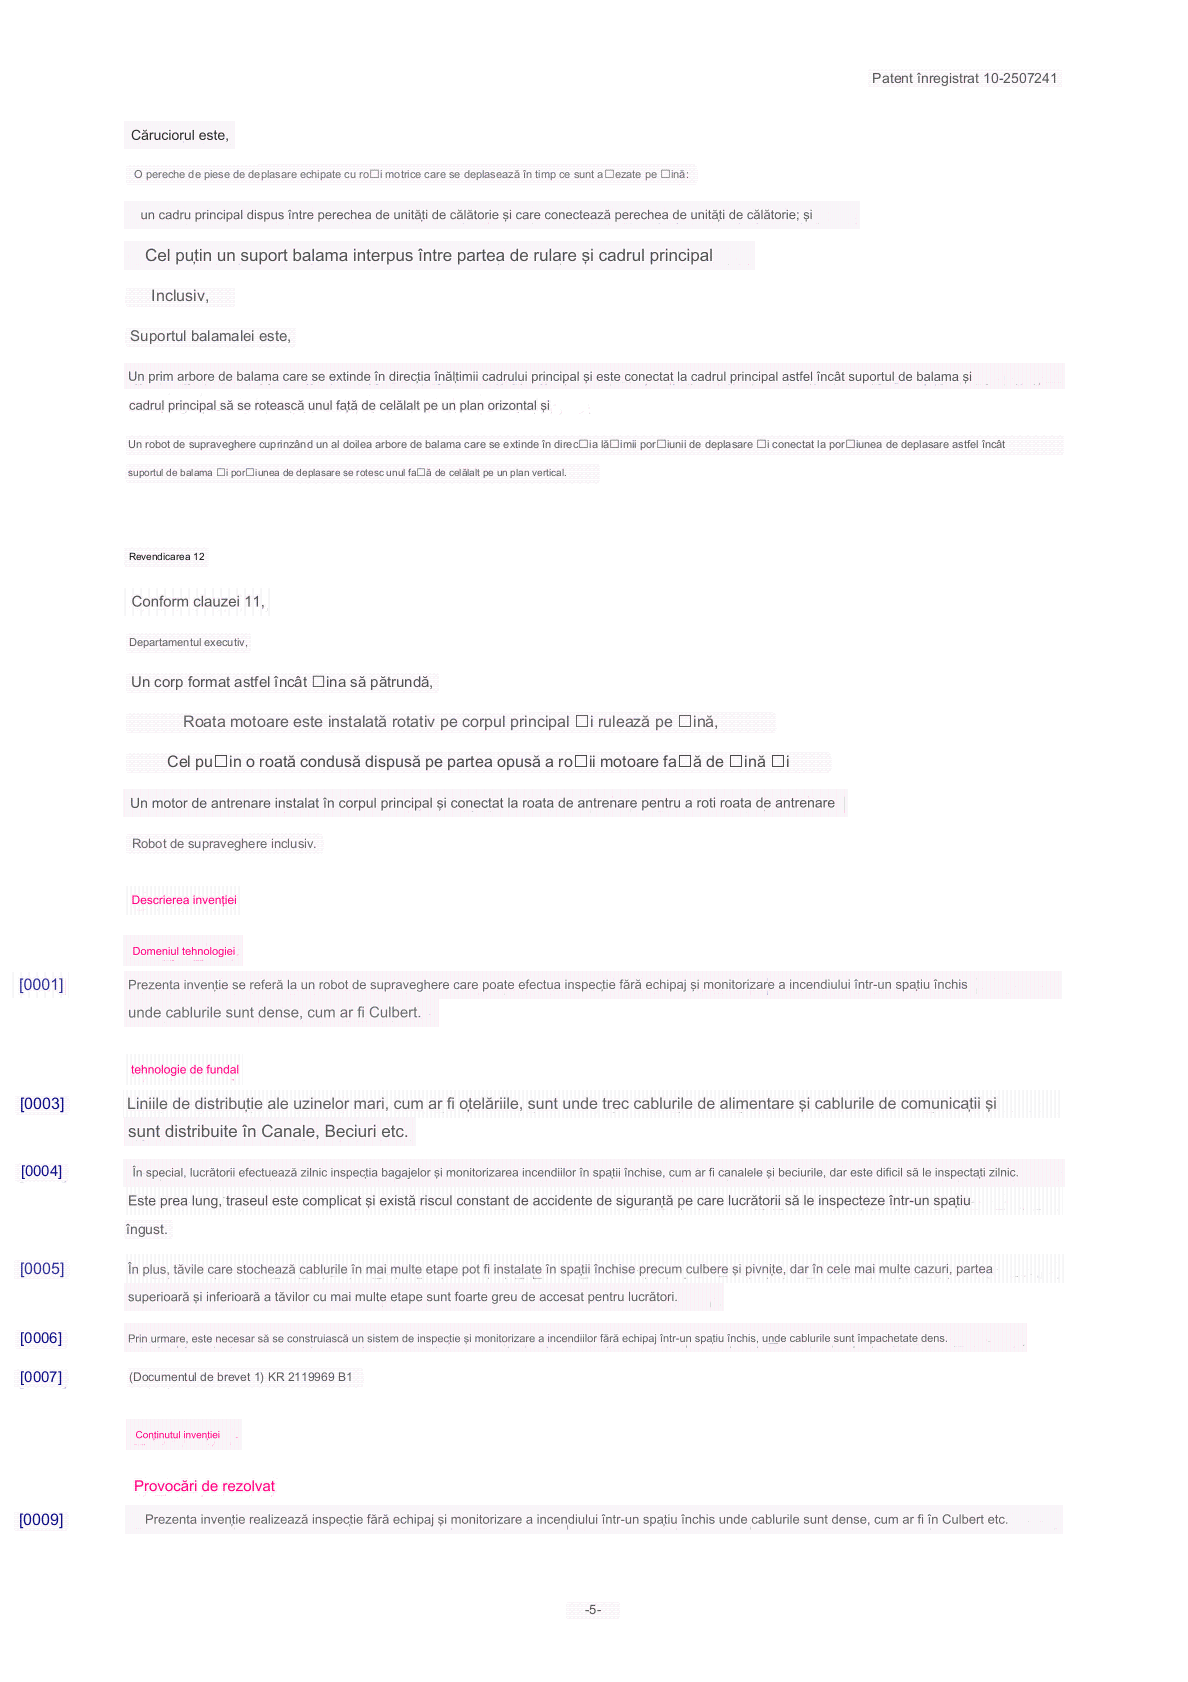 Patent înregistrat 10-2507241
Căruciorul este,
O pereche de piese de deplasare echipate cu ro□i motrice care se deplasează în timp ce sunt a□ezate pe □ină:
un cadru principal dispus între perechea de unități de călătorie și care conectează perechea de unități de călătorie; și
Cel puțin un suport balama interpus între partea de rulare și cadrul principal
Inclusiv,
Suportul balamalei este,
Un prim arbore de balama care se extinde în direcția înălțimii cadrului principal și este conectat la cadrul principal astfel încât suportul de balama și
cadrul principal să se rotească unul față de celălalt pe un plan orizontal și
Un robot de supraveghere cuprinzând un al doilea arbore de balama care se extinde în direc□ia lă□imii por□iunii de deplasare □i conectat la por□iunea de deplasare astfel încât
suportul de balama □i por□iunea de deplasare se rotesc unul fa□ă de celălalt pe un plan vertical.
Revendicarea 12
Conform clauzei 11,
Departamentul executiv,
Un corp format astfel încât □ina să pătrundă,
Roata motoare este instalată rotativ pe corpul principal □i rulează pe □ină,
Cel pu□in o roată condusă dispusă pe partea opusă a ro□ii motoare fa□ă de □ină □i
Un motor de antrenare instalat în corpul principal și conectat la roata de antrenare pentru a roti roata de antrenare
Robot de supraveghere inclusiv.
Descrierea invenției
Domeniul tehnologiei
[0001] Prezenta invenție se referă la un robot de supraveghere care poate efectua inspecție fără echipaj și monitorizare a incendiului într-un spațiu închis
unde cablurile sunt dense, cum ar fi Culbert.
tehnologie de fundal
[0003] Liniile de distribuție ale uzinelor mari, cum ar fi oțelăriile, sunt unde trec cablurile de alimentare și cablurile de comunicații și
sunt distribuite în Canale, Beciuri etc.
[0004] În special, lucrătorii efectuează zilnic inspecția bagajelor și monitorizarea incendiilor în spații închise, cum ar fi canalele și beciurile, dar este dificil să le inspectați zilnic.
Este prea lung, traseul este complicat și există riscul constant de accidente de siguranță pe care lucrătorii să le inspecteze într-un spațiu
îngust.
[0005] În plus, tăvile care stochează cablurile în mai multe etape pot fi instalate în spații închise precum culbere și pivnițe, dar în cele mai multe cazuri, partea
superioară și inferioară a tăvilor cu mai multe etape sunt foarte greu de accesat pentru lucrători.
[0006] Prin urmare, este necesar să se construiască un sistem de inspecție și monitorizare a incendiilor fără echipaj într-un spațiu închis, unde cablurile sunt împachetate dens.
[0007] (Documentul de brevet 1) KR 2119969 B1
Conținutul invenției
Provocări de rezolvat
[0009] Prezenta invenție realizează inspecție fără echipaj și monitorizare a incendiului într-un spațiu închis unde cablurile sunt dense, cum ar fi în Culbert etc.
-5-